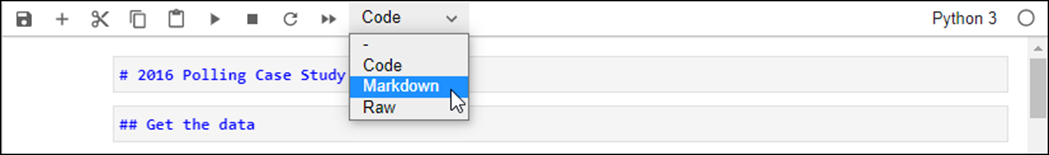 Code
Python 3
-
Code
Markdown
Raw
# 2016 Polling Case Study
## Get the data